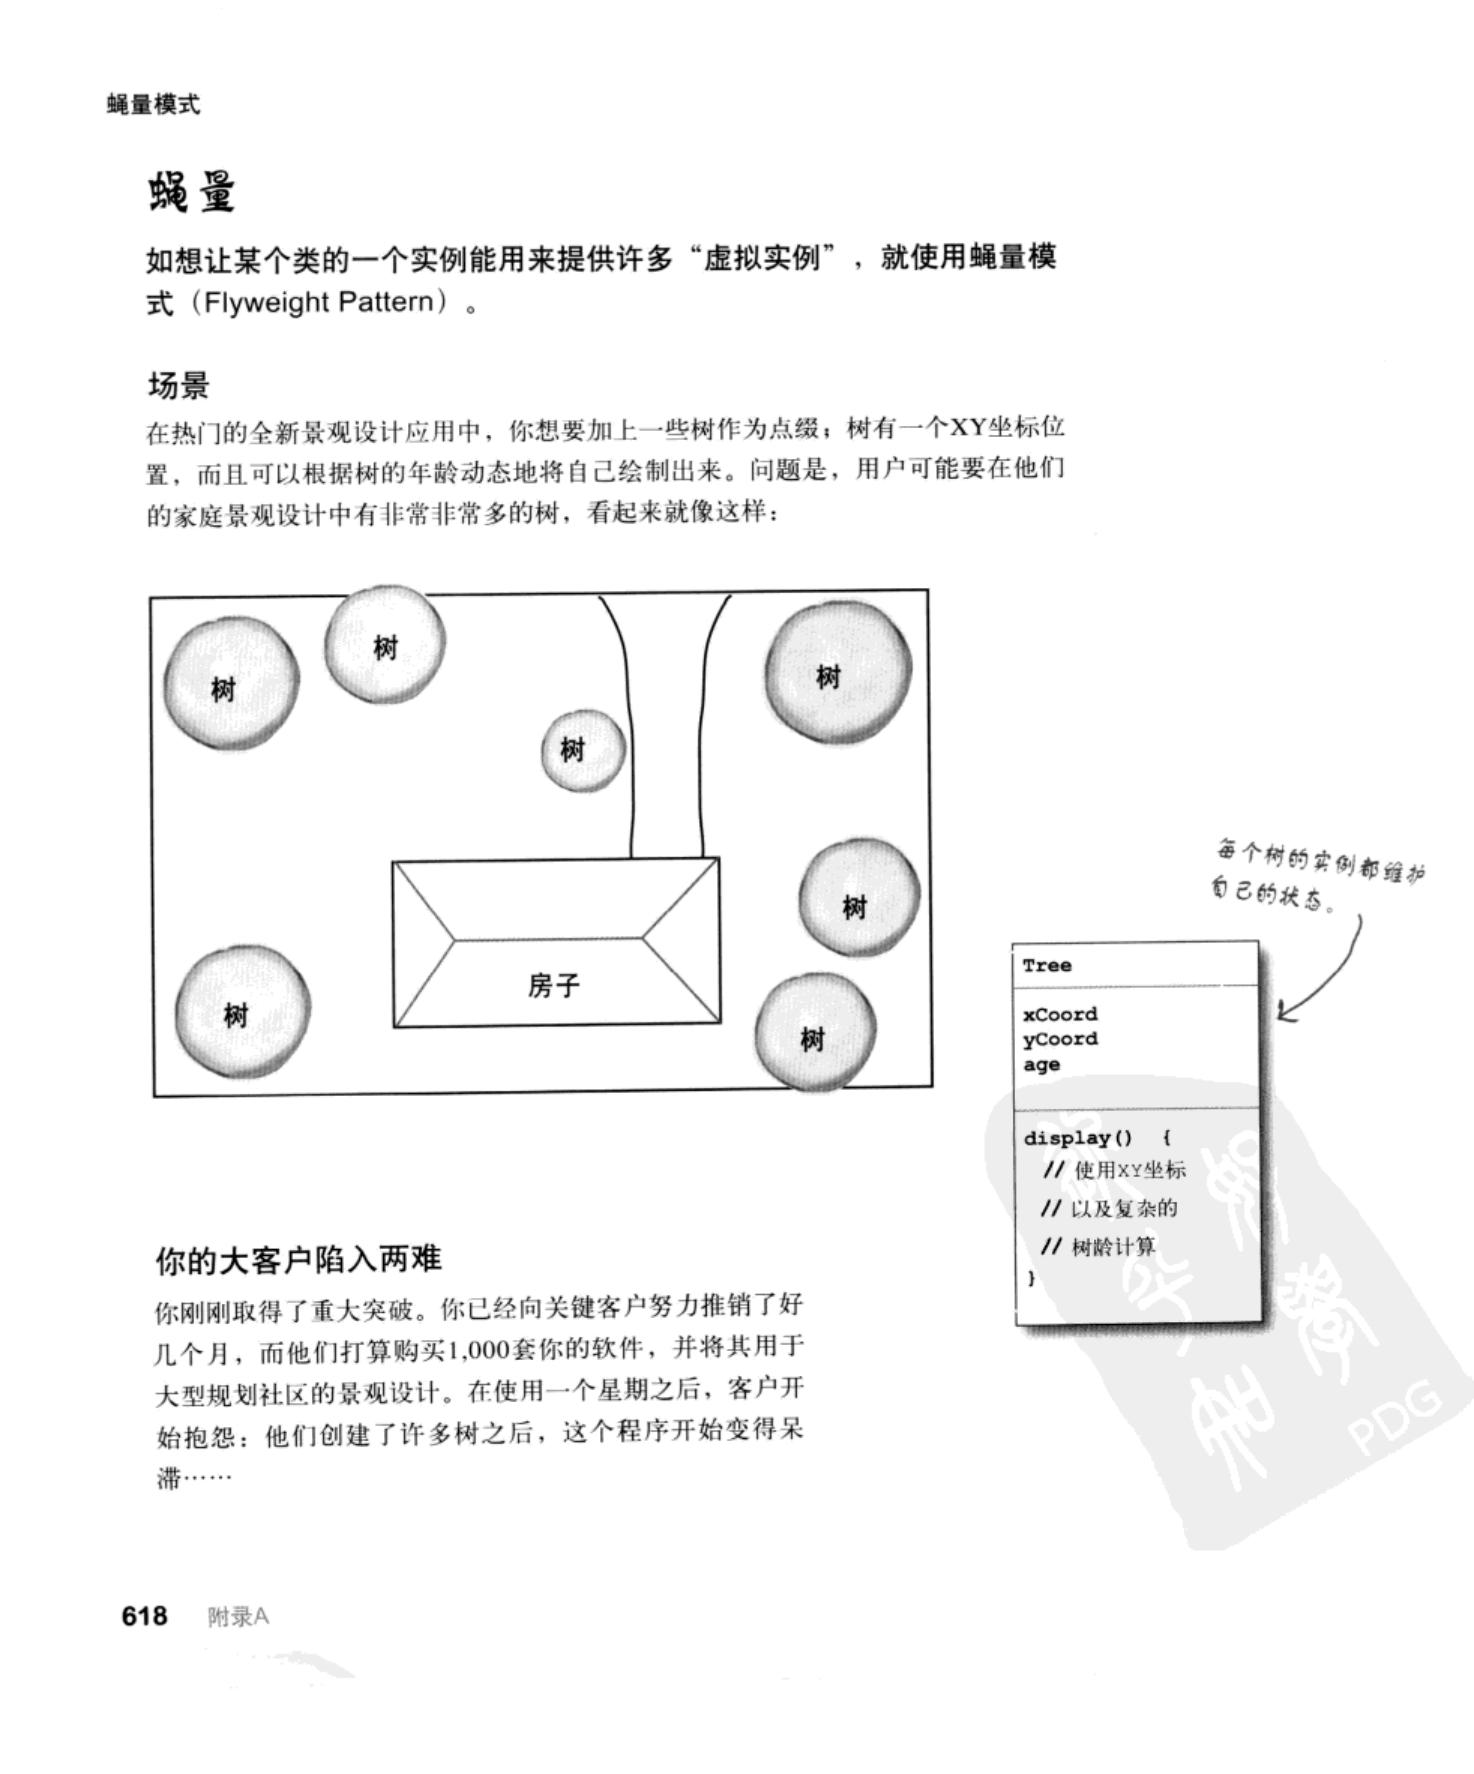 蝇量模式
蝇量
如想让某个类的一个实例能用来提供许多“虚拟实例”，就使用蝇量模
式（Flyweight Pattern）。
场景
在热门的全新景观设计应用中，你想要加上一些树作为点缀；树有一个XY坐标位
置，而且可以根据树的年龄动态地将自己绘制出来。问题是，用户可能要在他们
的家庭景观设计中有非常非常多的树，看起来就像这样：
树
树
树
树
树
房子
树
树
每个树的实例都维护
自己的状态。
Tree
xCoord
yCoord
age
display() {
// 使用XY坐标
// 以及复杂的
// 树龄计算
}
你的大客户陷入两难
你刚刚取得了重大突破。你已经向关键客户努力推销了好
几个月，而他们打算购买1,000套你的软件，并将其用于
大型规划社区的景观设计。在使用一个星期之后，客户开
始抱怨：他们创建了许多树之后，这个程序开始变得呆
滞……
PDG
618 附录A